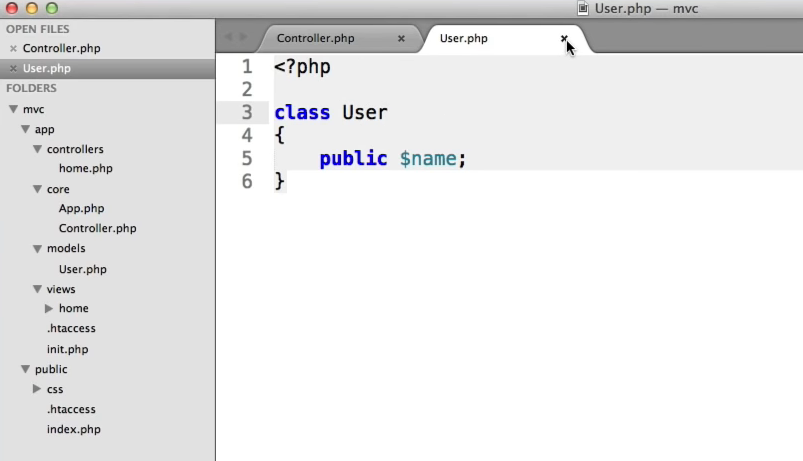 User.php — mvc
OPEN FILES
Controller.php
User.php
FOLDERS
mvc
app
controllers
home.php
core
App.php
Controller.php
models
User.php
views
home
.htaccess
init.php
public
css
.htaccess
index.php
Controller.php
User.php
1 <?php
2
3 class User
4 {
5 public $name;
6 }